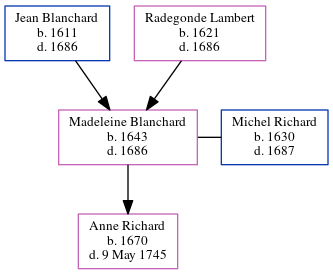 Jean Blanchard
b. 1611
d. 1686
Radegonde Lambert
b. 1621
d. 1686
Madeleine Blanchard
b. 1643
d. 1686
Michel Richard
b. 1630
d. 1687
Anne Richard
b. 1670
d. 9 May 1745